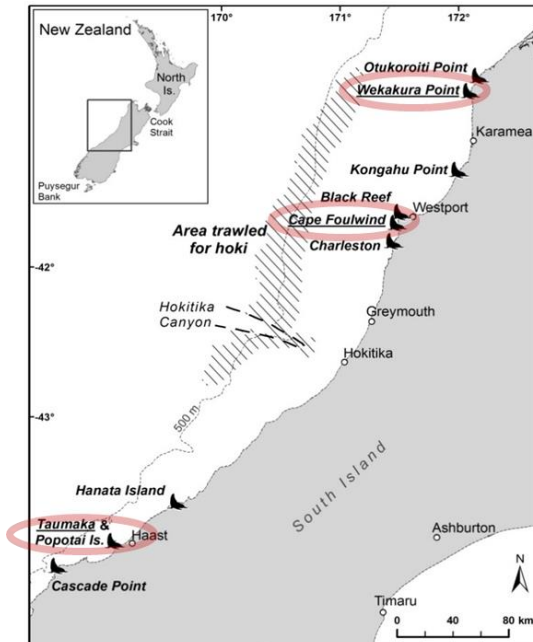 170°
171°
172°
New Zealand
North
Is.
Cook
Strait
Puysegur
Bank
Otukoroiti Point
Wekakura Point
Karamea
Kongahu Point
Black Reef
Westport
Cape Foulwind
Area trawled
for hoki
Charleston
-42°
Hokitika
Canyon
Greymouth
Hokitika
-43°
500 m
Hanata Island
South Island
Taumaka &
Popotai Is.
Haast
Ashburton
Cascade Point
N
Timaru
0 20 40 80 km